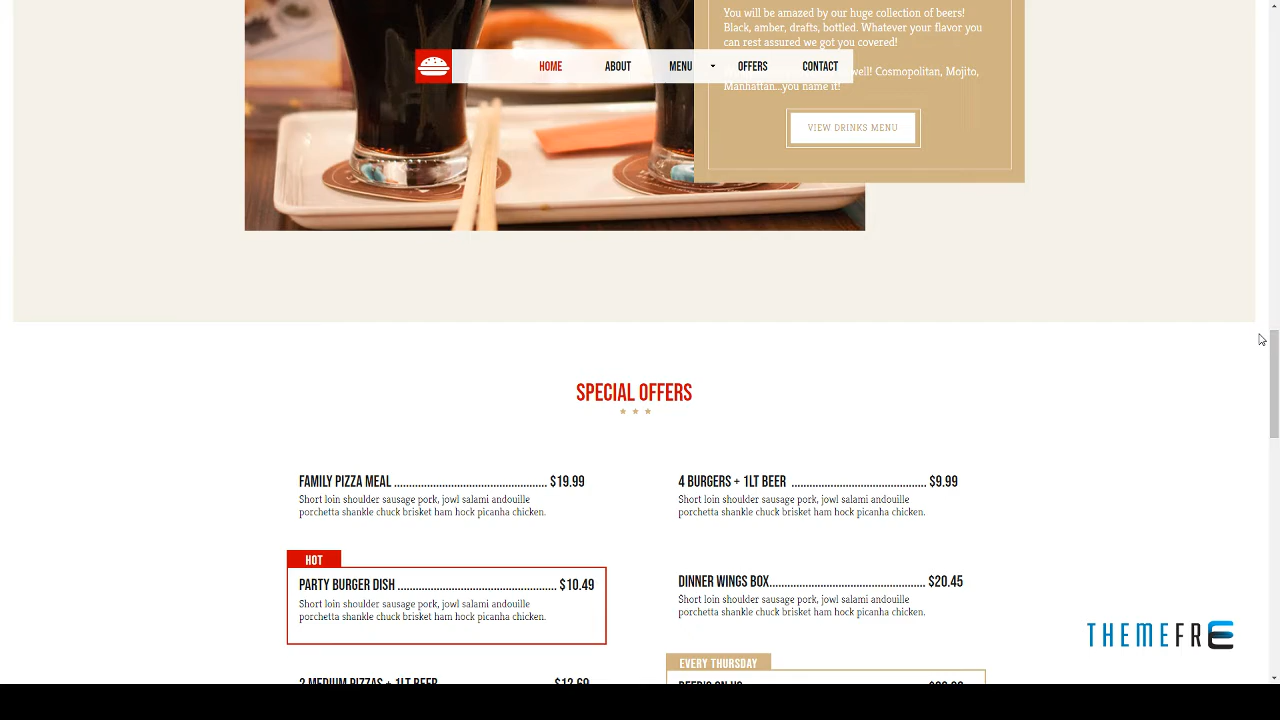 You will be amazed by our huge collection of beers!
Black, amber, drafts, bottled. Whatever your flavor you
can rest assured we got you covered!
HOME
ABOUT
MENU
OFFERS
CONTACT
well! Cosmopolitan, Mojito,
Manhattan...you name it!
VIEW DRINKS MENU
SPECIAL OFFERS
FAMILY PIZZA MEAL ................................................... $19.99
Short loin shoulder sausage pork, jowl salami andouille
porchetta shankle chuck brisket ham hock picanha chicken.
4 BURGERS + 1LT BEER ............................................. $9.99
Short loin shoulder sausage pork, jowl salami andouille
porchetta shankle chuck brisket ham hock picanha chicken.
HOT
PARTY BURGER DISH ..................................................... $10.49
Short loin shoulder sausage pork, jowl salami andouille
porchetta shankle chuck brisket ham hock picanha chicken.
DINNER WINGS BOX.................................................... $20.45
Short loin shoulder sausage pork, jowl salami andouille
porchetta shankle chuck brisket ham hock picanha chicken.
THEMEFRE
EVERY THURSDAY
2 MEDIUM PIZZAS + 1LT BEER